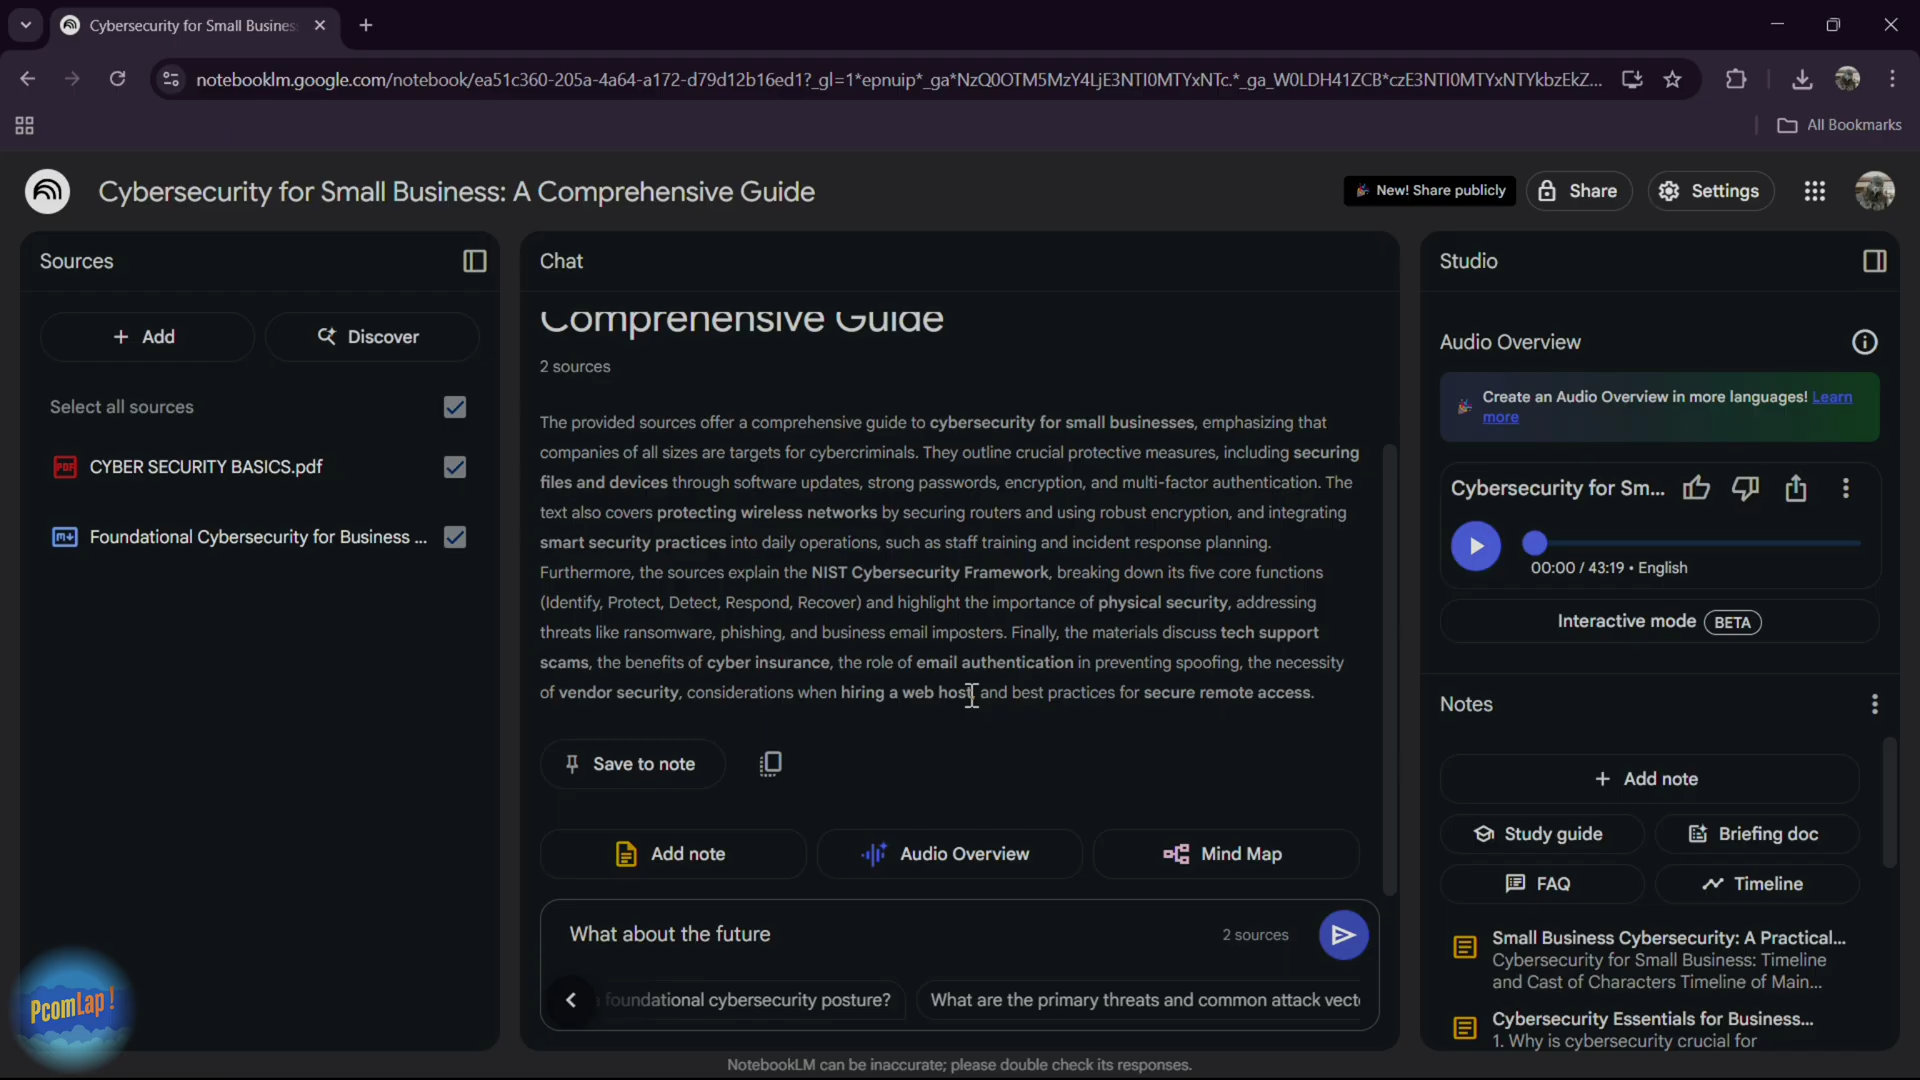 Cybersecurity for Small Busines
notebooklm.google.com/notebook/ea51c360-205a-4a64-a172-d79d12b16ed1?_gl=1*epnuip*_ga*NzQ0OTM5MzY4LjE3NTI0MTYxNTc.*_ga_W0LDH41ZCB*czE3NTI0MTYxNTYkbzEkZ...
All Bookmarks
Cybersecurity for Small Business: A Comprehensive Guide
New! Share publicly
Share
Settings
Sources
Add
Discover
Select all sources
PDF
CYBER SECURITY BASICS.pdf
Foundational Cybersecurity for Business ...
Chat
Comprehensive Guide
2 sources
The provided sources offer a comprehensive guide to cybersecurity for small businesses, emphasizing that
companies of all sizes are targets for cybercriminals. They outline crucial protective measures, including securing
files and devices through software updates, strong passwords, encryption, and multi-factor authentication. The
text also covers protecting wireless networks by securing routers and using robust encryption, and integrating
smart security practices into daily operations, such as staff training and incident response planning.
Furthermore, the sources explain the NIST Cybersecurity Framework, breaking down its five core functions
(Identify, Protect, Detect, Respond, Recover) and highlight the importance of physical security, addressing
threats like ransomware, phishing, and business email imposters. Finally, the materials discuss tech support
scams, the benefits of cyber insurance, the role of email authentication in preventing spoofing, the necessity
of vendor security, considerations when hiring a web host, and best practices for secure remote access.
Save to note
Add note
Audio Overview
Mind Map
What about the future
2 sources
foundational cybersecurity posture?
What are the primary threats and common attack vect
NotebookLM can be inaccurate; please double check its responses.
Studio
Audio Overview
Create an Audio Overview in more languages! Learn
more
Cybersecurity for Sm...
00:00 / 43:19 • English
Interactive mode BETA
Notes
Add note
Study guide
Briefing doc
FAQ
Timeline
Small Business Cybersecurity: A Practical...
Cybersecurity for Small Business: Timeline
and Cast of Characters Timeline of Main...
Cybersecurity Essentials for Business...
1. Why is cybersecurity crucial for
PcomLap!